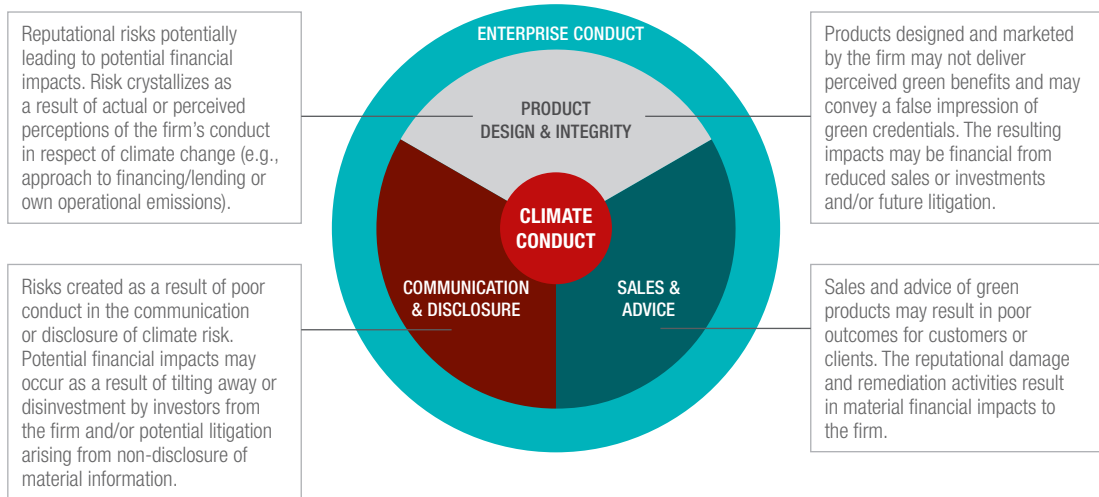 Reputational risks potentially
leading to potential financial
impacts. Risk crystallizes as
a result of actual or perceived
perceptions of the firm's conduct
in respect of climate change (e.g.,
approach to financing/lending or
own operational emissions).
ENTERPRISE CONDUCT
PRODUCT
DESIGN & INTEGRITY
Products designed and marketed
by the firm may not deliver
perceived green benefits and may
convey a false impression of
green credentials. The resulting
impacts may be financial from
reduced sales or investments
and/or future litigation.
CLIMATE
CONDUCT
Risks created as a result of poor
conduct in the communication
or disclosure of climate risk.
Potential financial impacts may
occur as a result of tilting away or
disinvestment by investors from
the firm and/or potential litigation
arising from non-disclosure of
material information.
COMMUNICATION
& DISCLOSURE
SALES &
ADVICE
Sales and advice of green
products may result in poor
outcomes for customers or
clients. The reputational damage
and remediation activities result
in material financial impacts to
the firm.